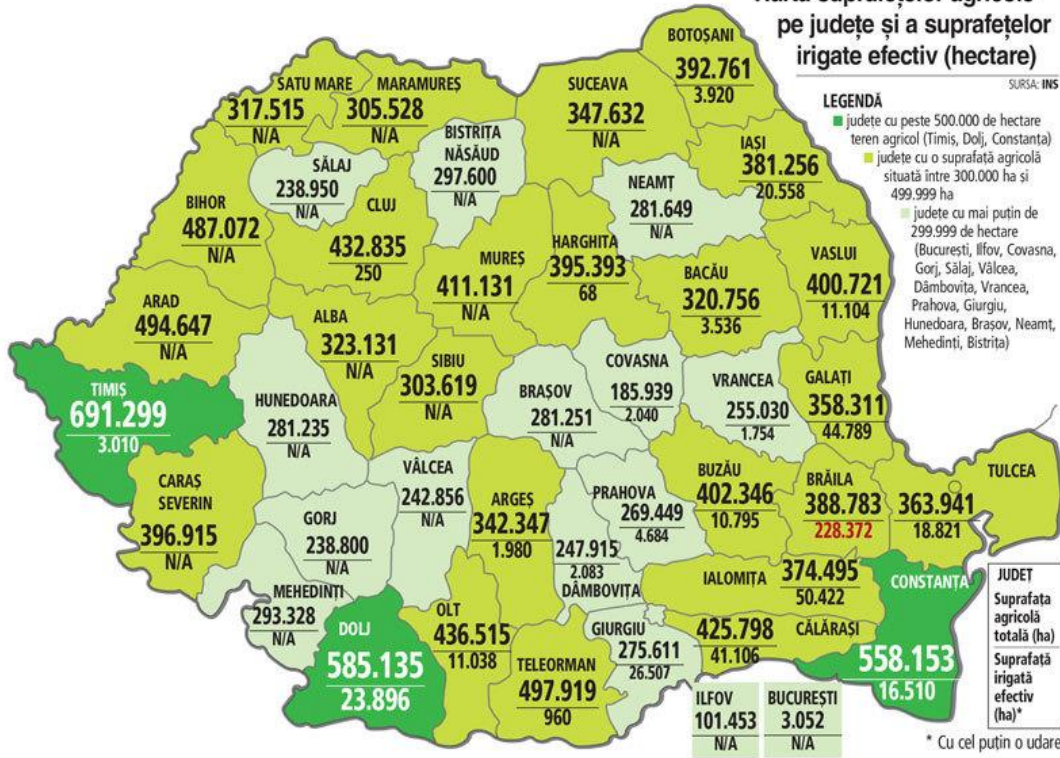 Harta suprafețelor agricole
pe județe și a suprafețelor
irigate efectiv (hectare)
SURSA: INS
LEGENDĂ
județe cu peste 500.000 de hectare
teren agricol (Timiș, Dolj, Constanța)
județe cu o suprafață agricolă
situată între 300.000 ha și
499.999 ha
județe cu mai puțin de
299.999 de hectare
(București, Ilfov, Covasna,
Gorj, Sălaj, Vâlcea,
Dâmbovița, Vrancea,
Prahova, Giurgiu,
Hunedoara, Brașov, Neamț,
Mehedinți, Bistrița)
BOTOȘANI
392.761
3.920
SATU MARE
317.515
N/A
MARAMUREȘ
305.528
N/A
SUCEAVA
347.632
N/A
BISTRIȚA
NĂSĂUD
297.600
N/A
SĂLAJ
238.950
N/A
IAȘI
381.256
20.558
NEAMȚ
281.649
N/A
BIHOR
487.072
N/A
CLUJ
432.835
250
MUREȘ
411.131
N/A
HARGHITA
395.393
68
BACĂU
320.756
3.536
VASLUI
400.721
11.104
ARAD
494.647
N/A
ALBA
323.131
N/A
SIBIU
303.619
N/A
COVASNA
185.939
2.040
BRAȘOV
281.251
N/A
VRANCEA
255.030
1.754
GALAȚI
358.311
44.789
TIMIȘ
691.299
3.010
HUNEDOARA
281.235
N/A
CARAȘ
SEVERIN
396.915
N/A
VÂLCEA
242.856
N/A
GORJ
238.800
N/A
ARGEȘ
342.347
1.980
PRAHOVA
269.449
4.684
BUZĂU
402.346
10.795
BRĂILA
388.783
228.372
TULCEA
363.941
18.821
247.915
2.083
DÂMBOVIȚA
IALOMIȚA
374.495
50.422
MEHEDINȚI
293.328
N/A
DOLJ
585.135
23.896
OLT
436.515
11.038
TELEORMAN
497.919
960
GIURGIU
275.611
26.507
CĂLĂRAȘI
425.798
41.106
CONSTANȚA
558.153
16.510
ILFOV
101.453
N/A
BUCUREȘTI
3.052
N/A
JUDEȚ
Suprafața
agricolă
totală (ha)
Suprafață
irigată
efectiv
(ha)*
* Cu cel puțin o udare